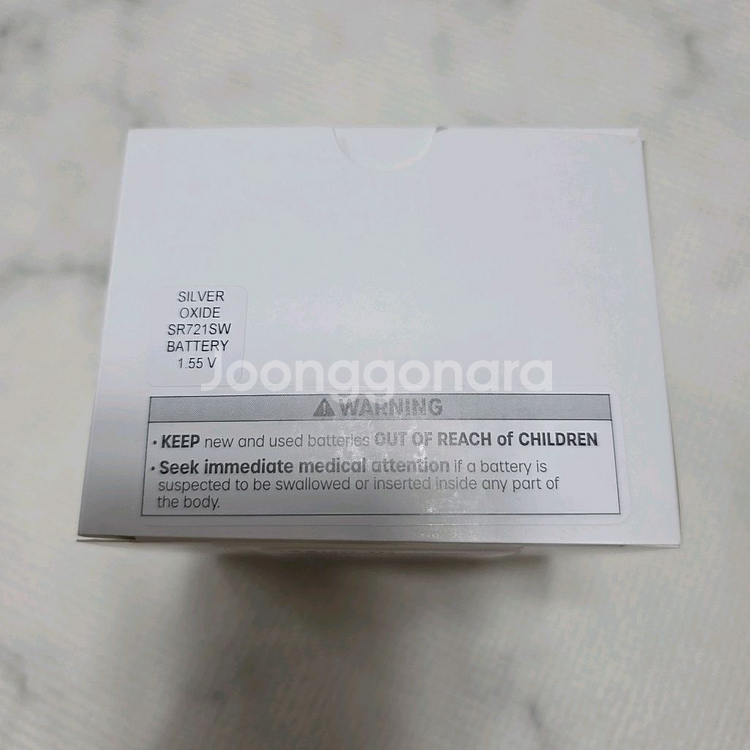 SILVER
OXIDE
SR721SW
BATTERY
1.55 V
Joonggonara
⚠ WARNING
• KEEP new and used batteries OUT OF REACH of CHILDREN
• Seek immediate medical attention if a battery is
suspected to be swallowed or inserted inside any part of
the body.